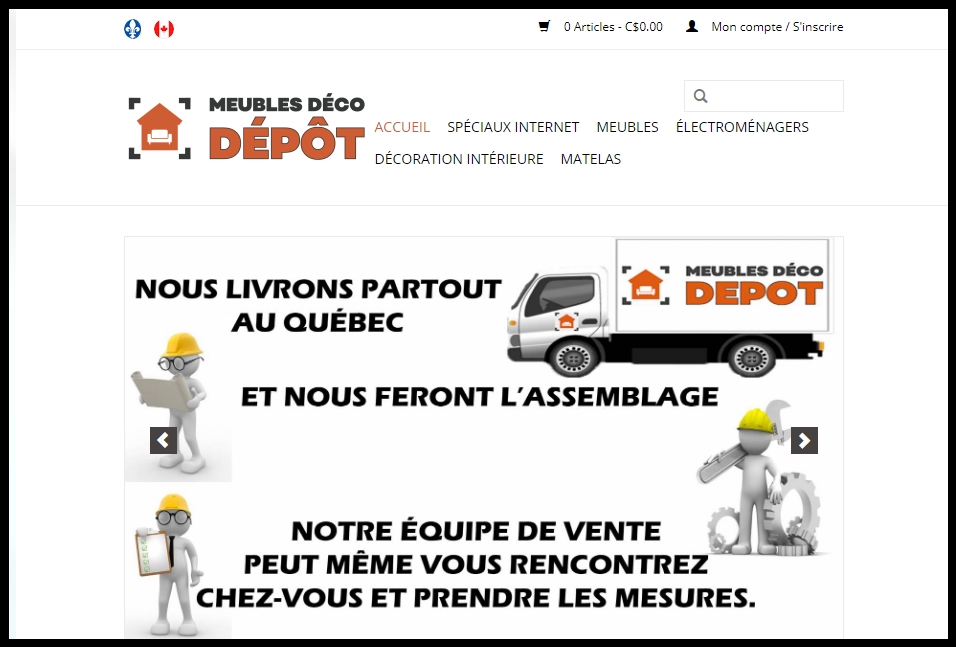 0 Articles - C$0.00
Mon compte / S'inscrire
MEUBLES DÉCO
DÉPÔT
ACCUEIL SPÉCIAUX INTERNET MEUBLES ÉLECTROMÉNAGERS
DÉCORATION INTÉRIEURE MATELAS
MEUBLES DÉCO
DEPOT
NOUS LIVRONS PARTOUT
AU QUÉBEC
ET NOUS FERONT L'ASSEMBLAGE
NOTRE ÉQUIPE DE VENTE
PEUT MÊME VOUS RENCONTREZ
CHEZ-VOUS ET PRENDRE LES MESURES.